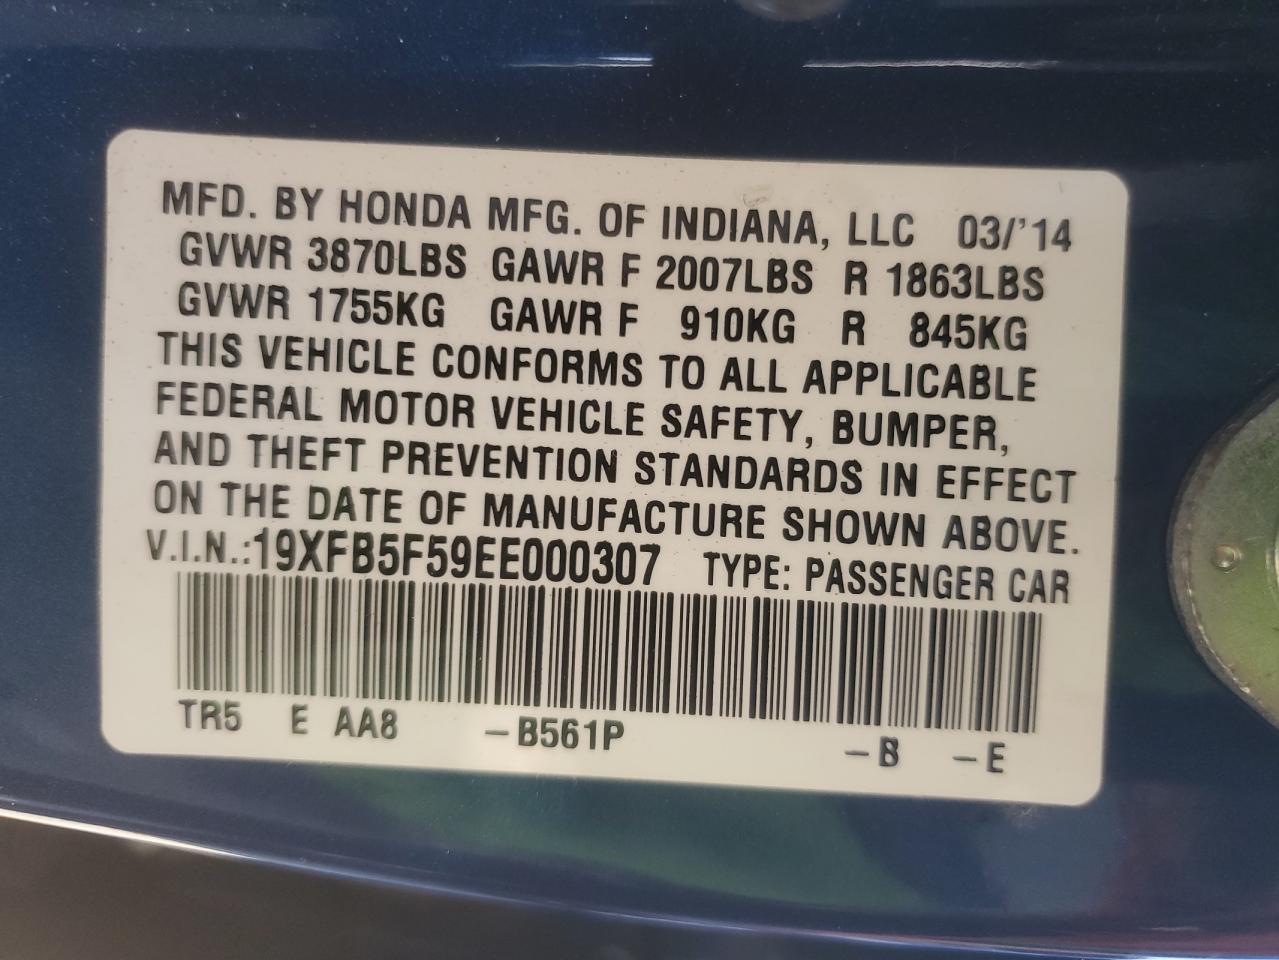 MFD. BY HONDA MFG. OF INDIANA, LLC 03/'14
GVWR 3870LBS GAWR F 2007LBS R 1863LBS
GVWR 1755KG GAWR F 910KG R 845KG
THIS VEHICLE CONFORMS TO ALL APPLICABLE
FEDERAL MOTOR VEHICLE SAFETY, BUMPER,
AND THEFT PREVENTION STANDARDS IN EFFECT
ON THE DATE OF MANUFACTURE SHOWN ABOVE.
V.I.N.:19XFB5F59EE000307 TYPE: PASSENGER CAR
TR5 E AA8 –B561P –B –E